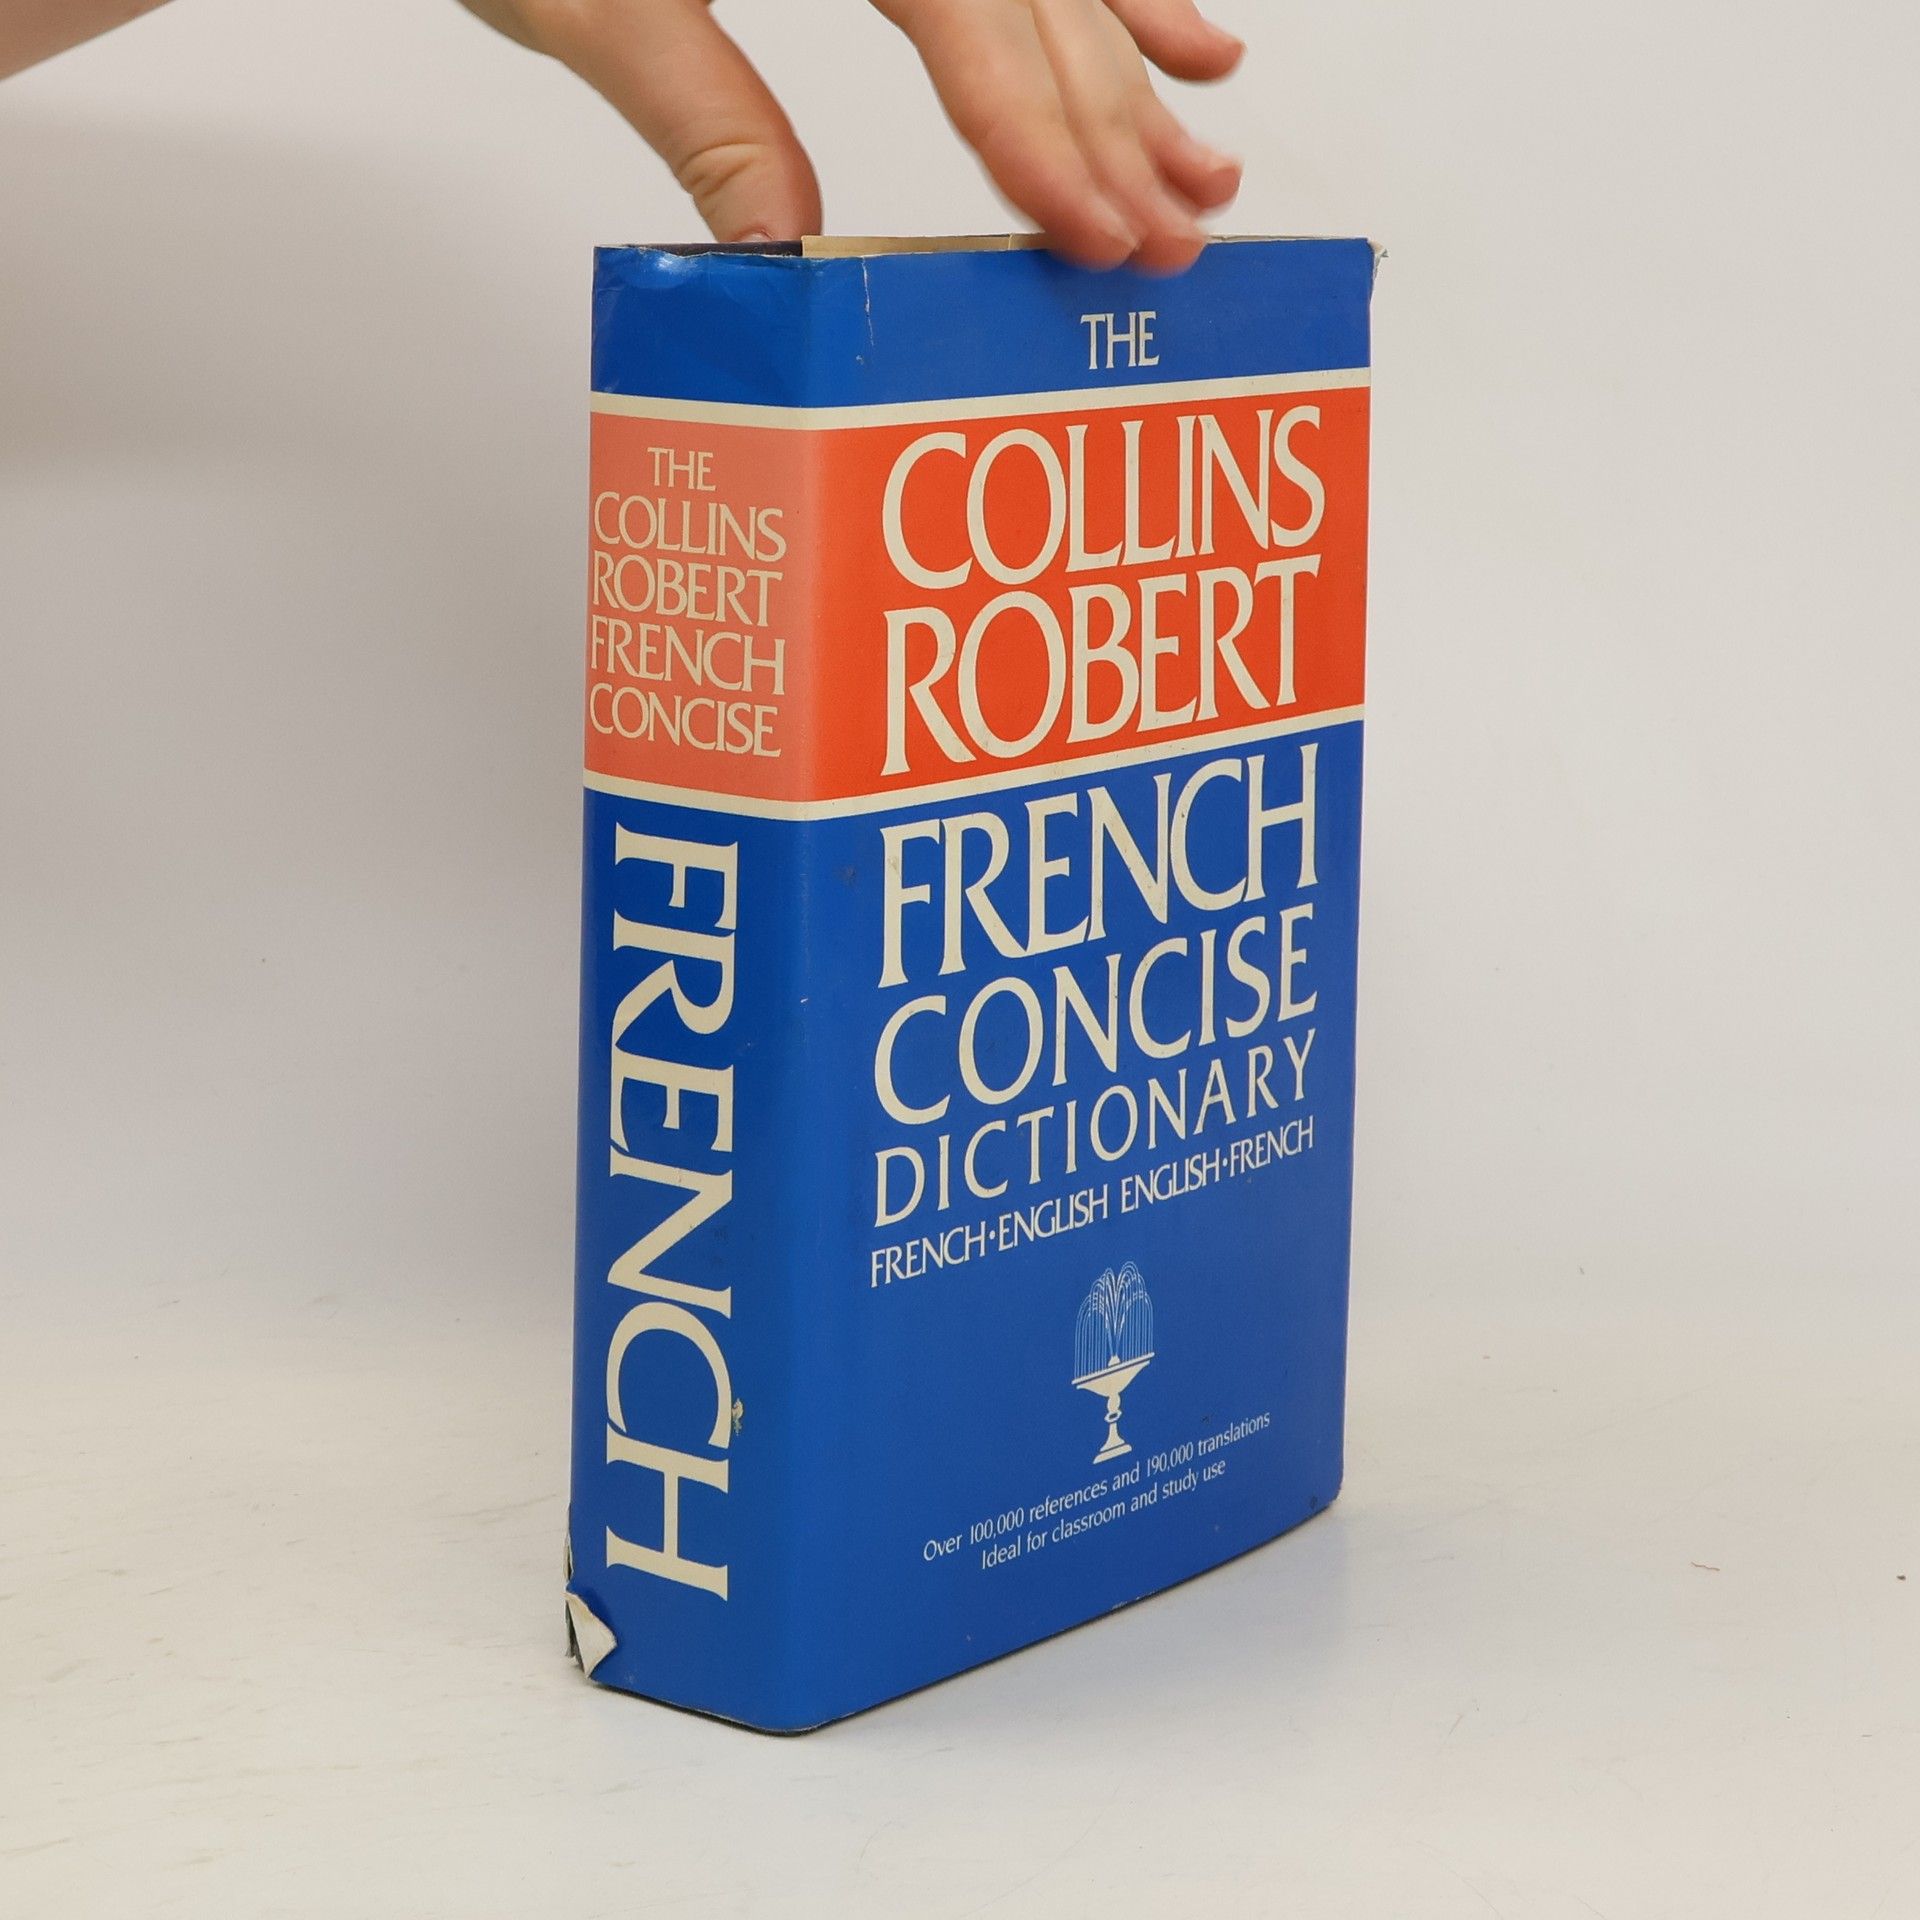 THE
COLLINS
ROBERT
FRENCH
CONCISE
FRENCH
THE
COLLINS
ROBERT
FRENCH
CONCISE
DICTIONARY
FRENCH•ENGLISH ENGLISH•FRENCH
Over 100,000 references and 190,000 translations
Ideal for classroom and study use